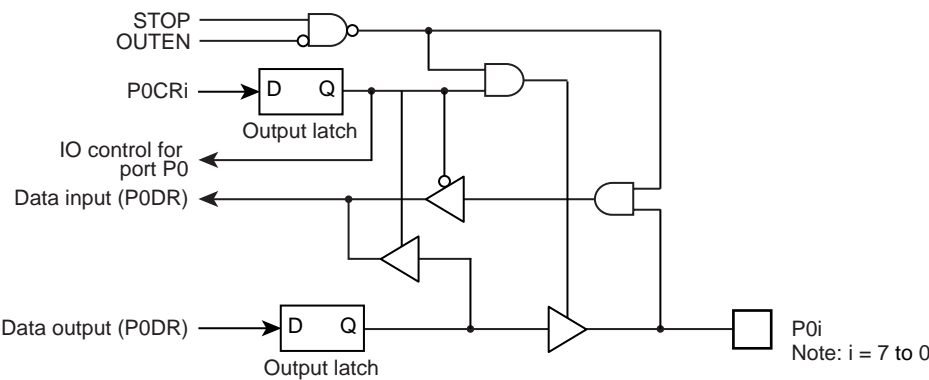 STOP
OUTEN
P0CRi
D Q
Output latch
IO control for
port P0
Data input (P0DR)
Data output (P0DR)
D Q
Output latch
P0i
Note: i = 7 to 0